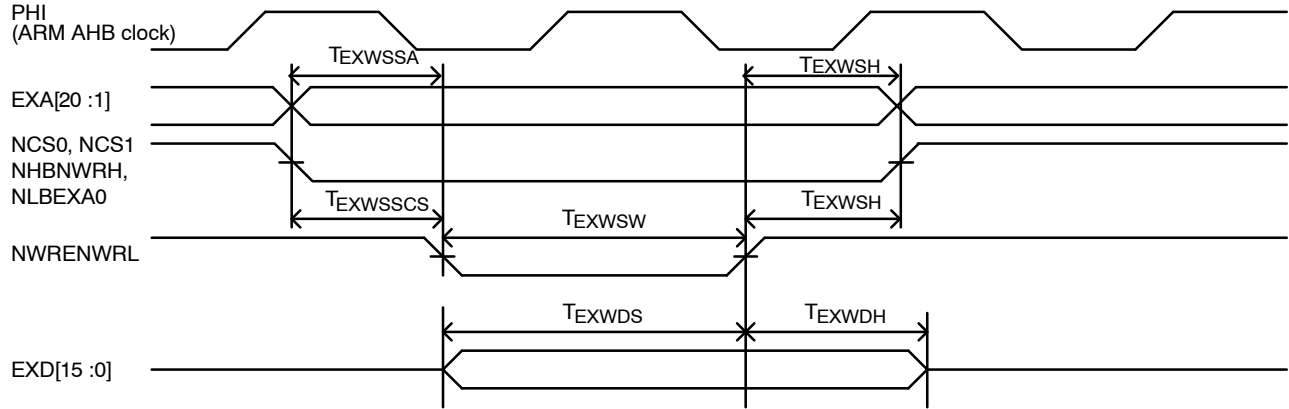 PHI
(ARM AHB clock)
TEXWSSA
TEXWSH
EXA[20 :1]
NCS0, NCS1
NHBNWRH,
NLBEXA0
TEXWSSCS
TEXWSW
TEXWSH
NWRENWRL
TEXWDS
TEXWDH
EXD[15 :0]